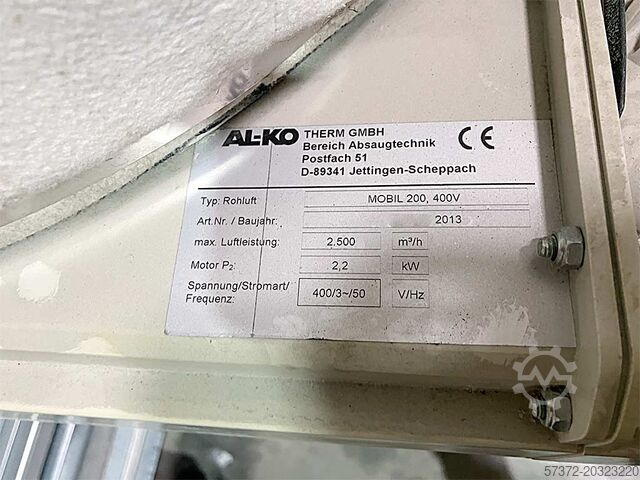 AL-KO THERM GMBH CE
Bereich Absaugtechnik
Postfach 51
D-89341 Jettingen-Scheppach
Typ: Rohluft MOBIL 200, 400V
Art.Nr. / Baujahr: 2013
max. Luftleistung: 2.500 m³/h
Motor P2: 2,2 kW
Spannung/Stromart/
Frequenz: 400/3~/50 V/Hz
57372-20323220